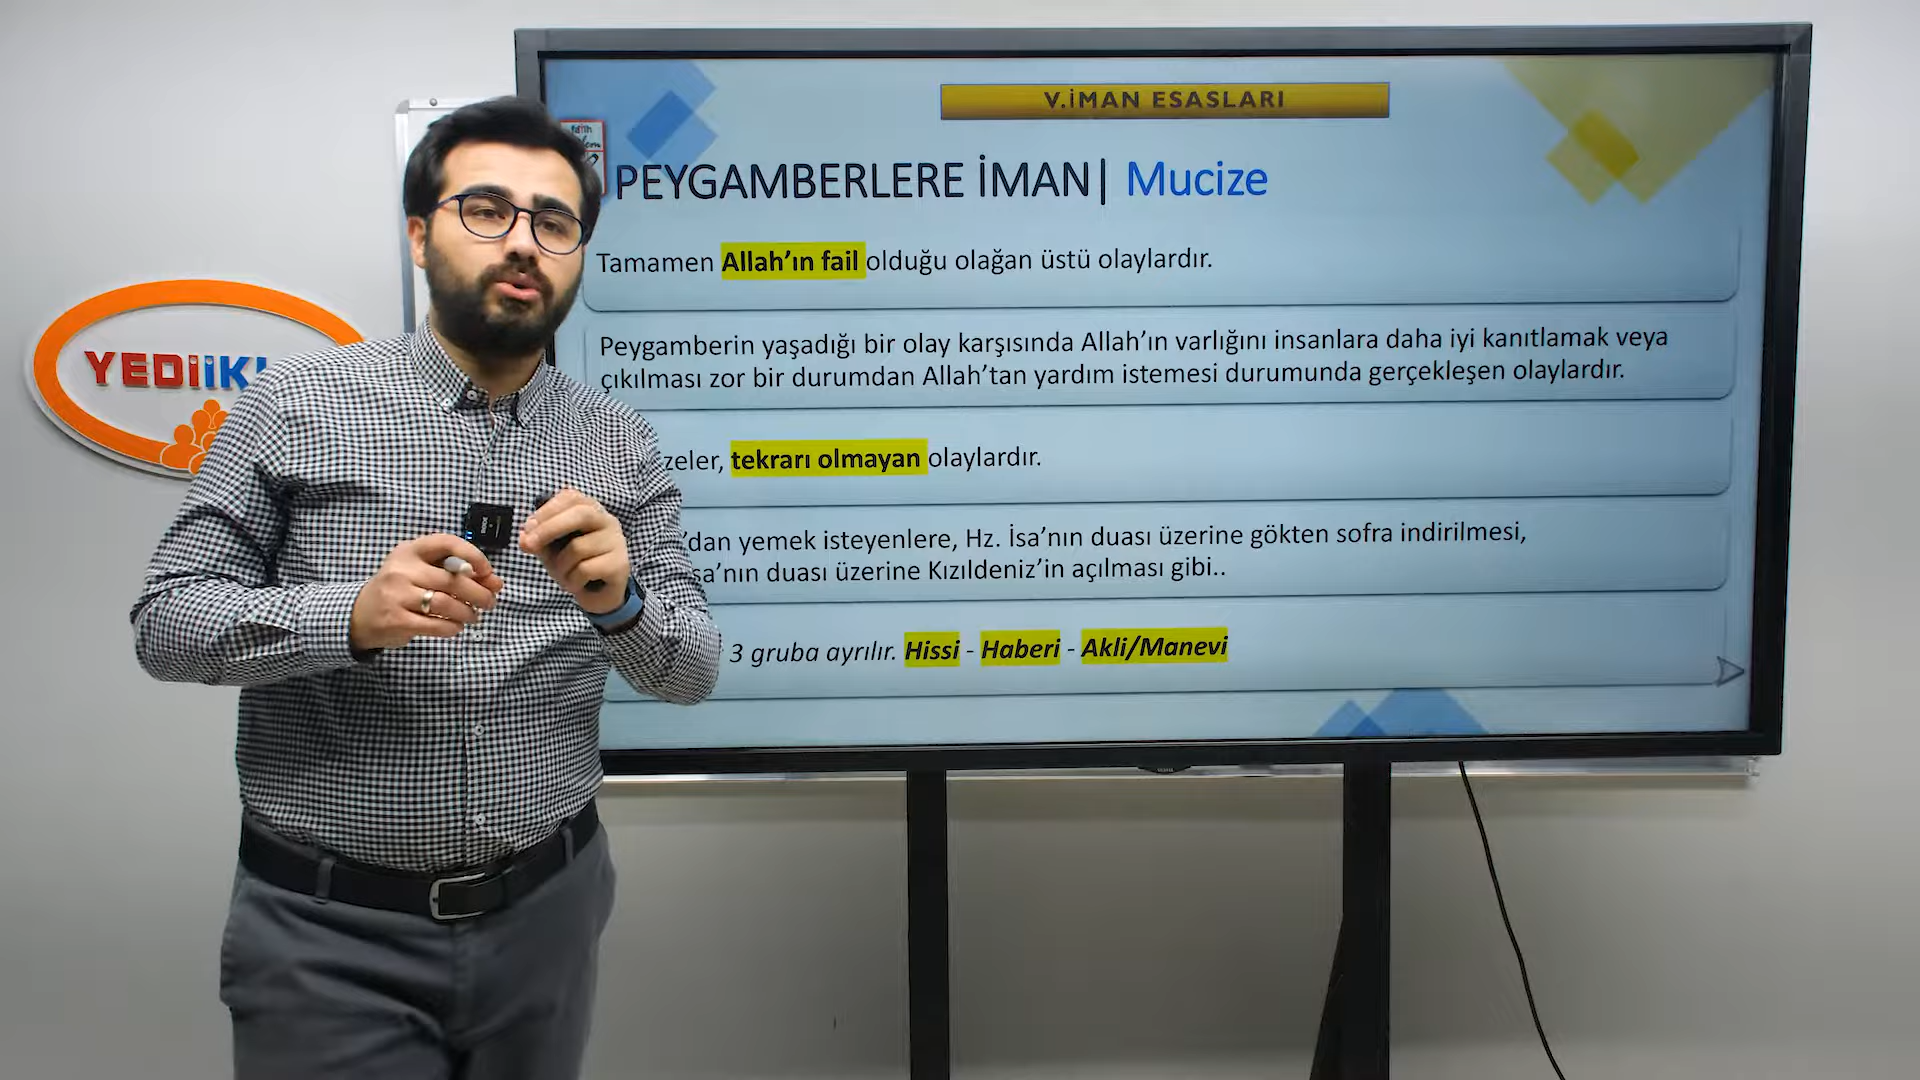 V.İMAN ESASLARI
PEYGAMBERLERE İMAN| Mucize
Tamamen Allah'ın fail olduğu olağan üstü olaylardır.
Peygamberin yaşadığı bir olay karşısında Allah'ın varlığını insanlara daha iyi kanıtlamak veya
çıkılması zor bir durumdan Allah'tan yardım istemesi durumunda gerçekleşen olaylardır.
zeler, tekrarı olmayan olaylardır.
'dan yemek isteyenlere, Hz. İsa'nın duası üzerine gökten sofra indirilmesi,
sa'nın duası üzerine Kızıldeniz'in açılması gibi..
3 gruba ayrılır. Hissi - Haberi - Akli/Manevi
YEDiiKL